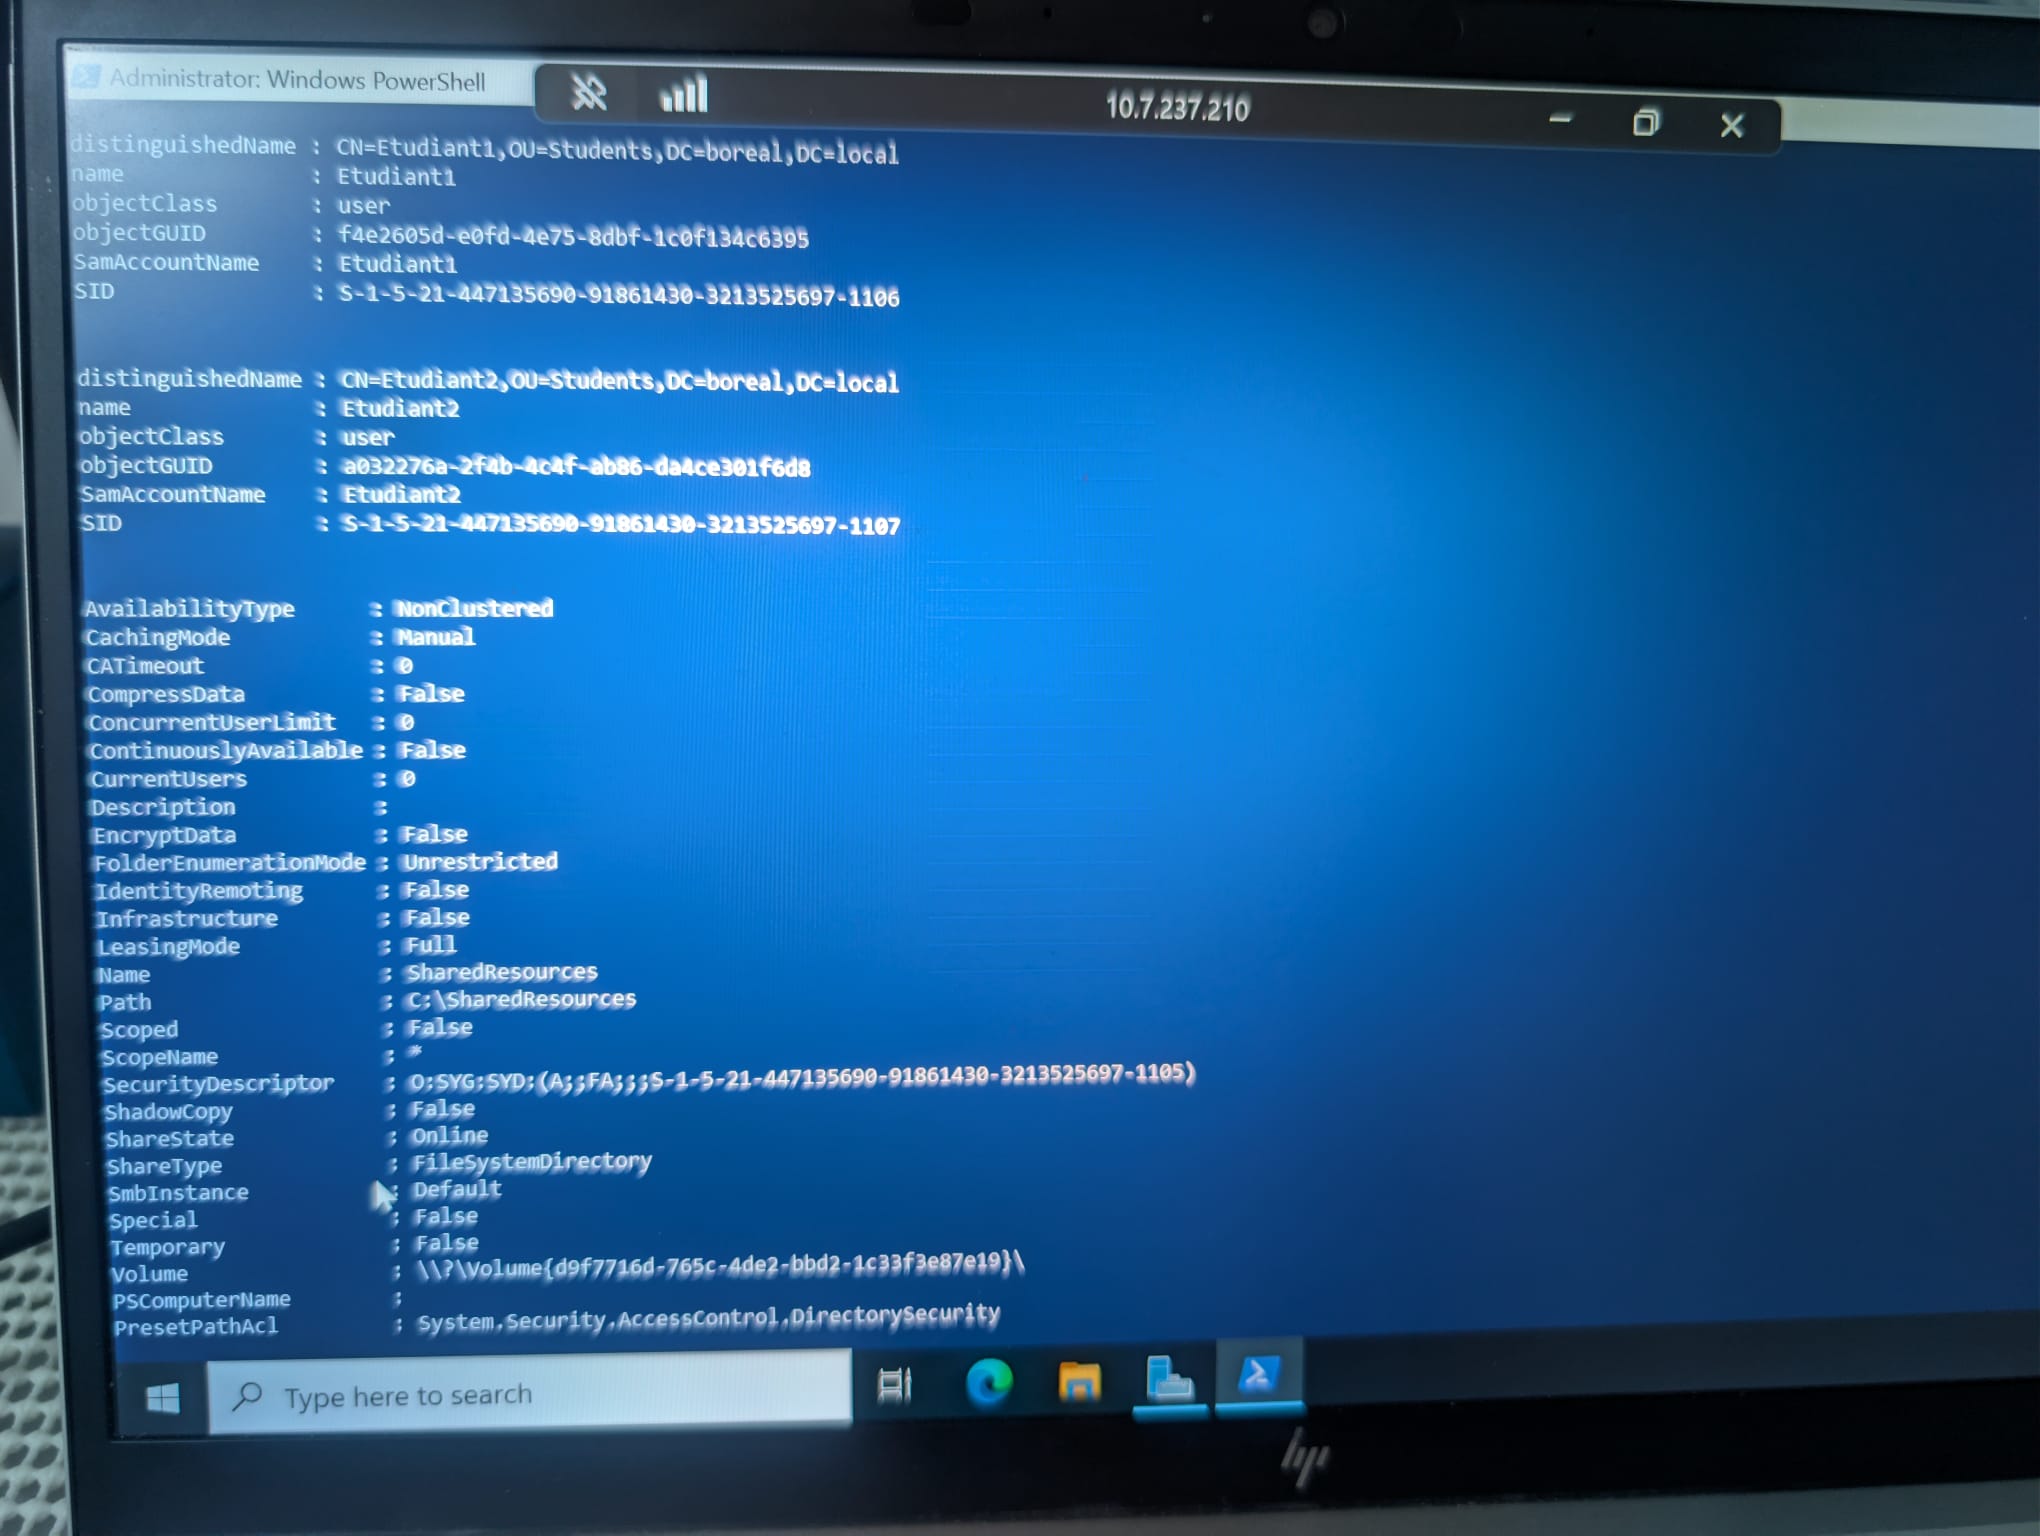 Administrator: Windows PowerShell
10.7.237.210
distinguishedName : CN=Etudiant1,OU=Students,DC=boreal,DC=local
name : Etudiant1
objectClass : user
objectGUID : f4e2605d-e0fd-4e75-8dbf-1c0f134c6395
SamAccountName : Etudiant1
SID : S-1-5-21-447135690-91861430-3213525697-1106
distinguishedName : CN=Etudiant2,OU=Students,DC=boreal,DC=local
name : Etudiant2
objectClass : user
objectGUID : a032276a-2f4b-4c4f-ab86-da4ce301f6d8
SamAccountName : Etudiant2
SID : S-1-5-21-447135690-91861430-3213525697-1107
AvailabilityType : NonClustered
CachingMode : Manual
CATimeout : 0
CompressData : False
ConcurrentUserLimit : 0
ContinuouslyAvailable : False
CurrentUsers : 0
Description :
EncryptData : False
FolderEnumerationMode : Unrestricted
IdentityRemoting : False
Infrastructure : False
LeasingMode : Full
Name : SharedResources
Path : C:\SharedResources
Scoped : False
ScopeName : *
SecurityDescriptor : O:SYG:SYD:(A;;FA;;;S-1-5-21-447135690-91861430-3213525697-1105)
ShadowCopy : False
ShareState : Online
ShareType : FileSystemDirectory
SmbInstance : Default
Special : False
Temporary : False
Volume : \\?\Volume{d9f7716d-765c-4de2-bbd2-1c33f3e87e19}\
PSComputerName :
PresetPathAcl : System.Security.AccessControl.DirectorySecurity
Type here to search
hp